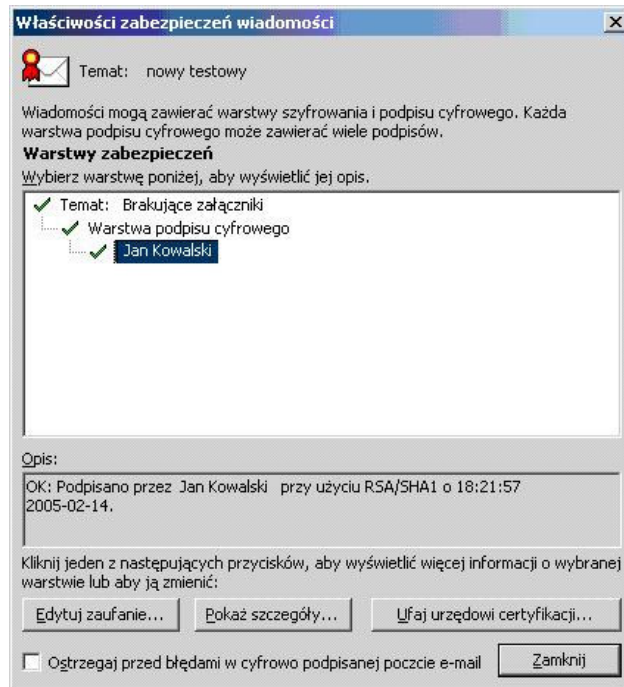 Właściwości zabezpieczeń wiadomości
Temat: nowy testowy
Wiadomości mogą zawierać warstwy szyfrowania i podpisu cyfrowego. Każda
warstwa podpisu cyfrowego może zawierać wiele podpisów.
Warstwy zabezpieczeń
Wybierz warstwę poniżej, aby wyświetlić jej opis.
Temat: Brakujące załączniki
Warstwa podpisu cyfrowego
Jan Kowalski
Opis:
OK: Podpisano przez Jan Kowalski przy użyciu RSA/SHA1 o 18:21:57
2005-02-14.
Kliknij jeden z następujących przycisków, aby wyświetlić więcej informacji o wybranej
warstwie lub aby ją zmienić:
Edytuj zaufanie... Pokaż szczegóły... Ufaj urzędowi certyfikacji...
Ostrzegaj przed błędami w cyfrowo podpisanej poczcie e-mail Zamknij